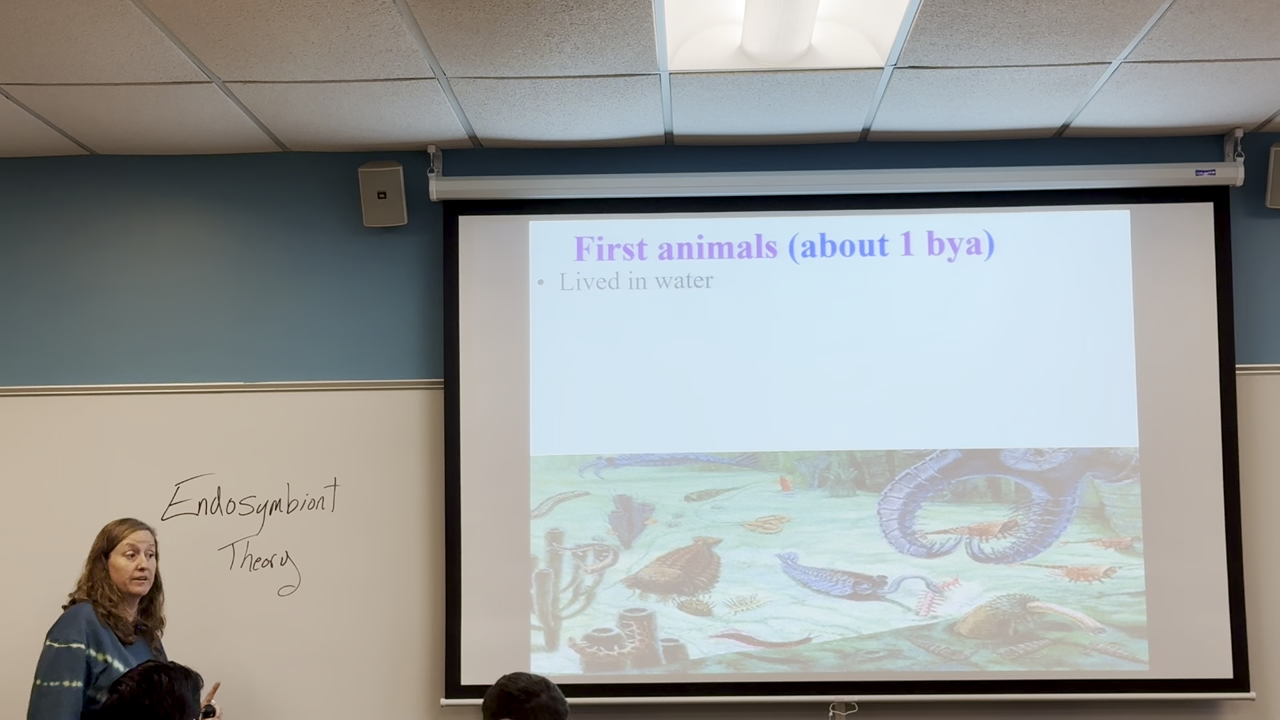 First animals (about 1 bya)
• Lived in water
Endosymbiont
Theory